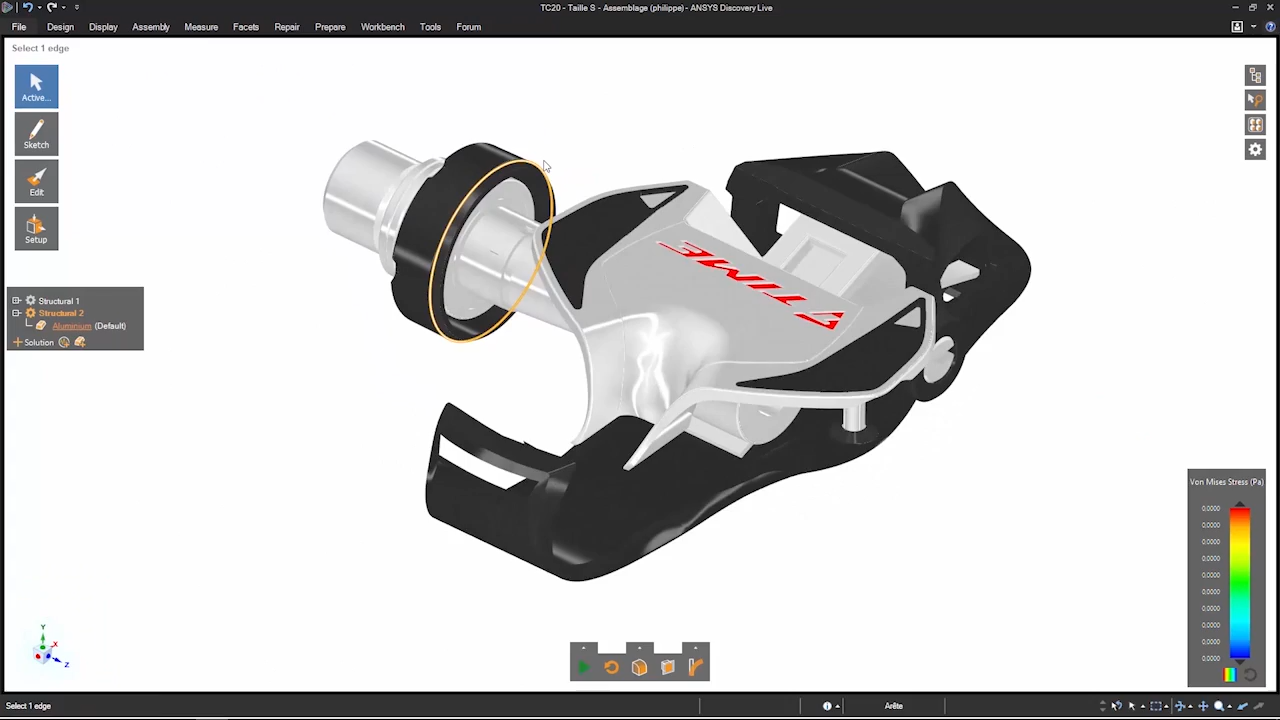 TC20 - Taille S - Assemblage (philippe) - ANSYS Discovery Live
File Design Display Assembly Measure Facets Repair Prepare Workbench Tools Forum
Select 1 edge
Active...
Sketch
Edit
Setup
Structural 1
Structural 2
Aluminium (Default)
Solution
TIME
Von Mises Stress (Pa)
0,0000
0,0000
0,0000
0,0000
0,0000
0,0000
0,0000
0,0000
0,0000
0,0000
Y
X
Z
Select 1 edge
Arête